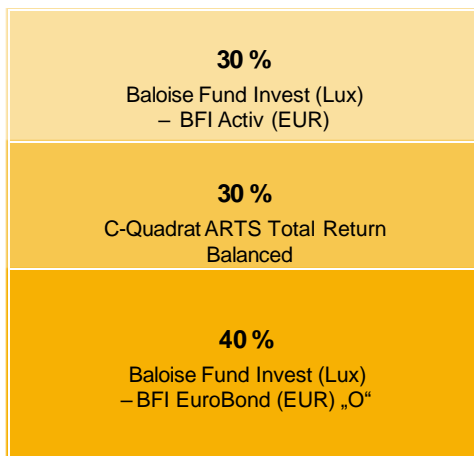 30 %
Baloise Fund Invest (Lux)
– BFI Activ (EUR)
30 %
C-Quadrat ARTS Total Return
Balanced
40 %
Baloise Fund Invest (Lux)
– BFI EuroBond (EUR) „O“